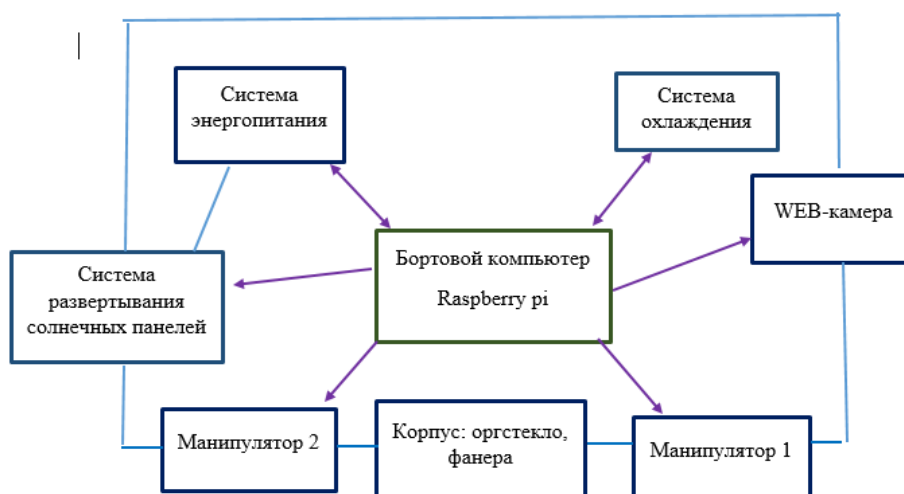 Система
энергопитания
Система
охлаждения
WEB-камера
Бортовой компьютер
Raspberry pi
Система
развертывания
солнечных панелей
Манипулятор 2
Корпус: оргстекло,
фанера
Манипулятор 1